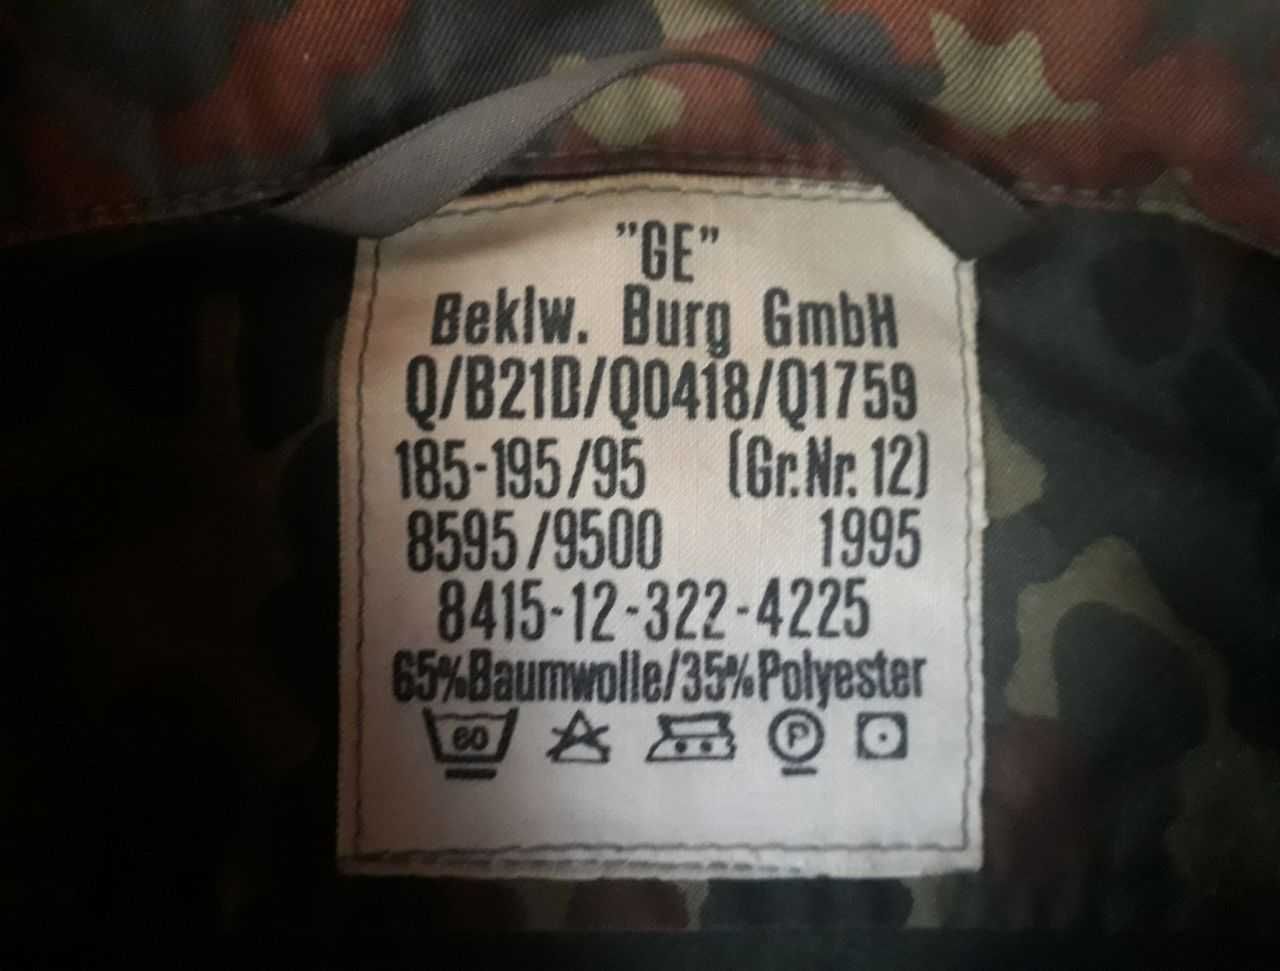 ”GE”
Beklw. Burg GmbH
Q/B21D/Q0418/Q1759
185-195/95 (Gr.Nr.12)
8595/9500 1995
8415-12-322-4225
65%Baumwolle/35%Polyester
60 P